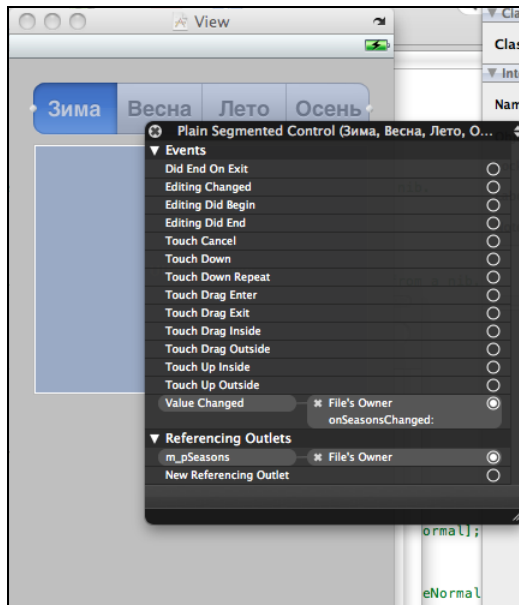 View
Cla
Clas
Int
Nam
Зима Весна Лето Осень
Plain Segmented Control (Зима, Весна, Лето, О...
Events
Did End On Exit
Editing Changed
Editing Did Begin
Editing Did End
Touch Cancel
Touch Down
Touch Down Repeat
Touch Drag Enter
Touch Drag Exit
Touch Drag Inside
Touch Drag Outside
Touch Up Inside
Touch Up Outside
Value Changed File's Owner
onSeasonsChanged:
Referencing Outlets
m_pSeasons File's Owner
New Referencing Outlet
ormal];
eNormal